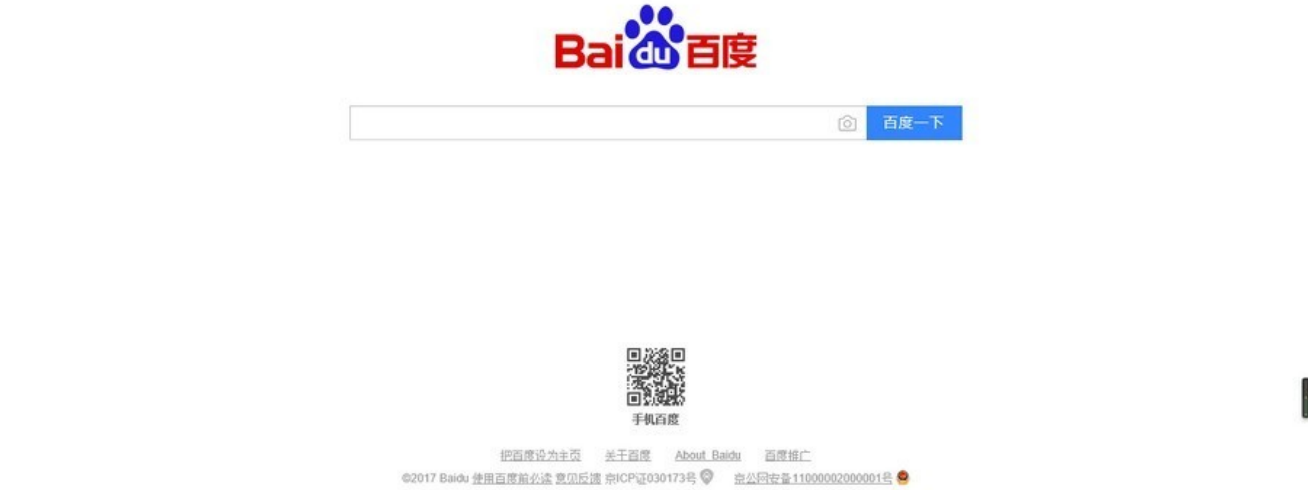 Bai du 百度
百度一下
手机百度
把百度设为主页 关于百度 About Baidu 百度推广
©2017 Baidu 使用百度前必读 意见反馈 京ICP证030173号 京公网安备11000002000001号